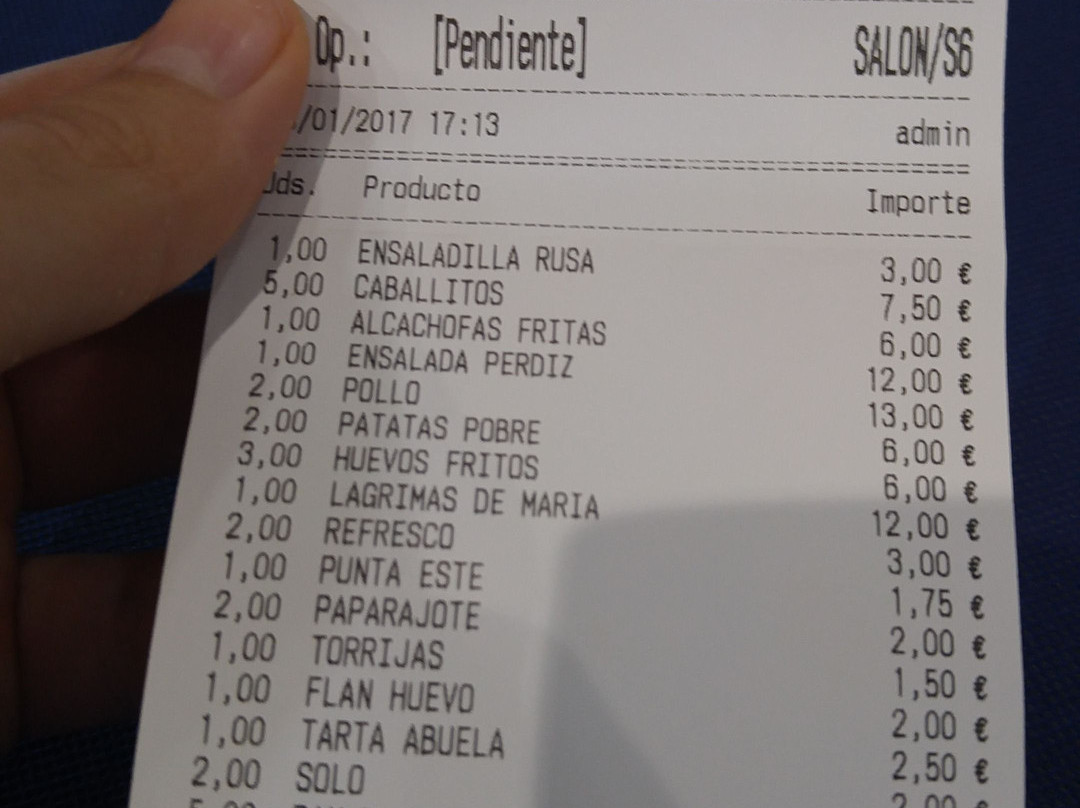 Op.: [Pendiente] SALON/S6
/01/2017 17:13 admin
Uds. Producto Importe
1,00 ENSALADILLA RUSA 3,00 €
5,00 CABALLITOS 7,50 €
1,00 ALCACHOFAS FRITAS 6,00 €
1,00 ENSALADA PERDIZ 12,00 €
2,00 POLLO 13,00 €
2,00 PATATAS POBRE 6,00 €
3,00 HUEVOS FRITOS 6,00 €
1,00 LAGRIMAS DE MARIA 12,00 €
2,00 REFRESCO 3,00 €
1,00 PUNTA ESTE 1,75 €
2,00 PAPARAJOTE 2,00 €
1,00 TORRIJAS 1,50 €
1,00 FLAN HUEVO 2,00 €
1,00 TARTA ABUELA 2,50 €
2,00 SOLO